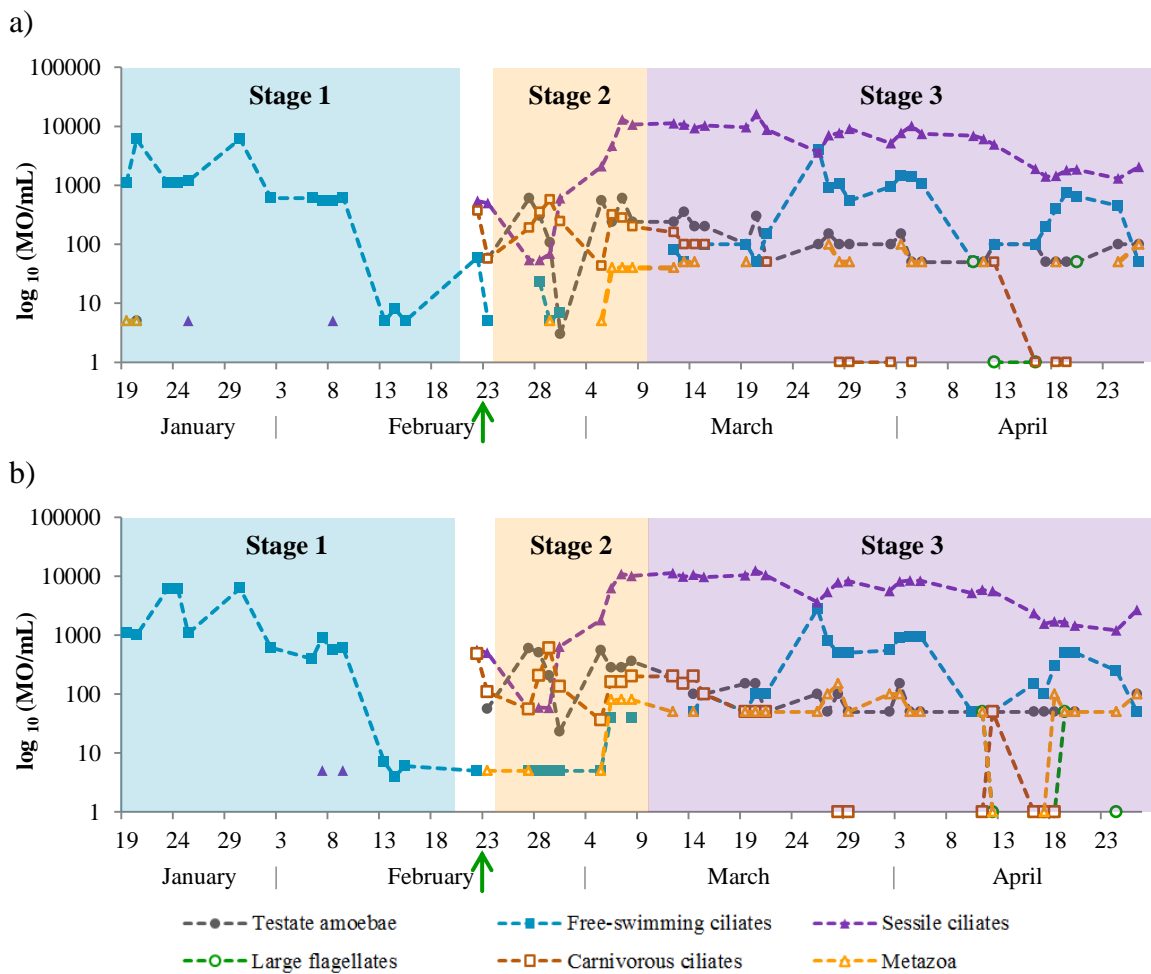 a)
100000
10000
1000
100
10
1
log 10 (MO/mL)
Stage 1
Stage 2
Stage 3
19 24 29 3 8 13 18 23 28 4 9 14 19 24 29 3 8 13 18 23
January | February | March | April
b)
100000
10000
1000
100
10
1
log 10 (MO/mL)
Stage 1
Stage 2
Stage 3
19 24 29 3 8 13 18 23 28 4 9 14 19 24 29 3 8 13 18 23
January | February | March | April
Testate amoebae Free-swimming ciliates Sessile ciliates
Large flagellates Carnivorous ciliates Metazoa